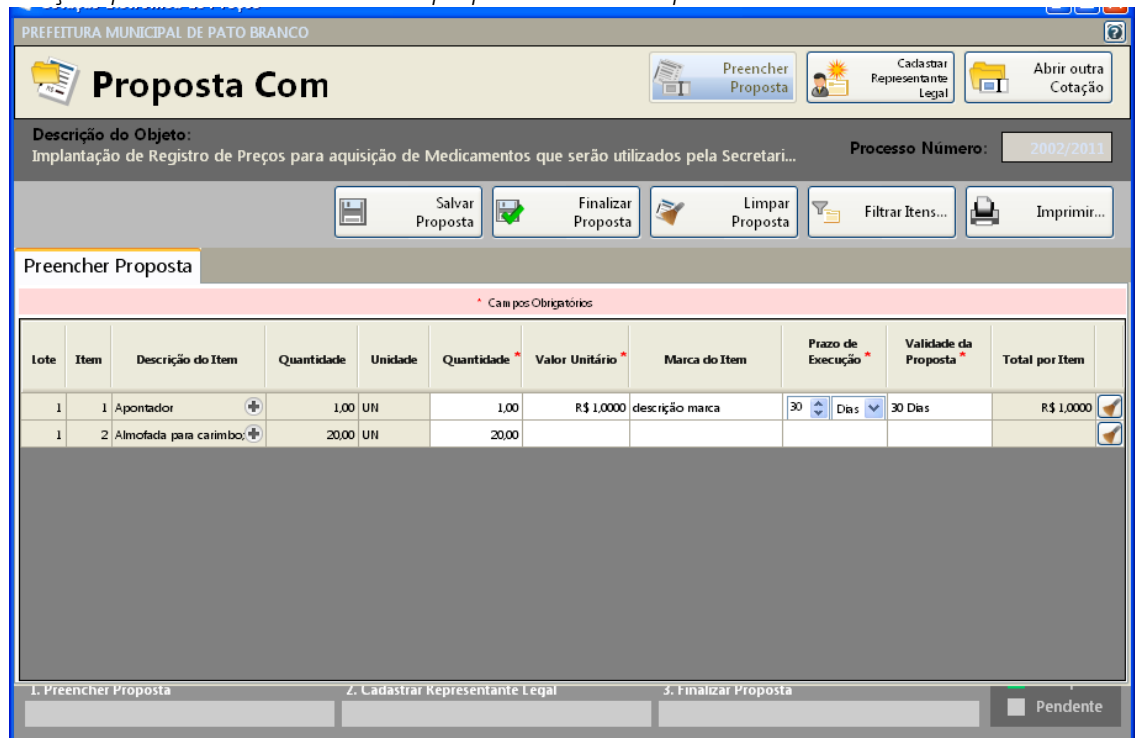 PREFEITURA MUNICIPAL DE PATO BRANCO
Proposta Com
Preencher
Proposta
Cadastrar
Representante
Legal
Abrir outra
Cotação
Descrição do Objeto:
Implantação de Registro de Preços para aquisição de Medicamentos que serão utilizados pela Secretari...
Processo Número: 2002/2011
Salvar
Proposta
Finalizar
Proposta
Limpar
Proposta
Filtrar Itens...
Imprimir...
Preencher Proposta
* Campos Obrigatórios
Lote Item Descrição do Item Quantidade Unidade Quantidade * Valor Unitário * Marca do Item Prazo de Execução * Validade da Proposta * Total por Item
1 1 Apontador 1,00 UN 1,00 R$ 1,0000 descrição marca 30 Dias 30 Dias R$ 1,0000
1 2 Almofada para carimbo; 20,00 UN 20,00
1. Preencher Proposta 2. Cadastrar Representante Legal 3. Finalizar Proposta
Pendente